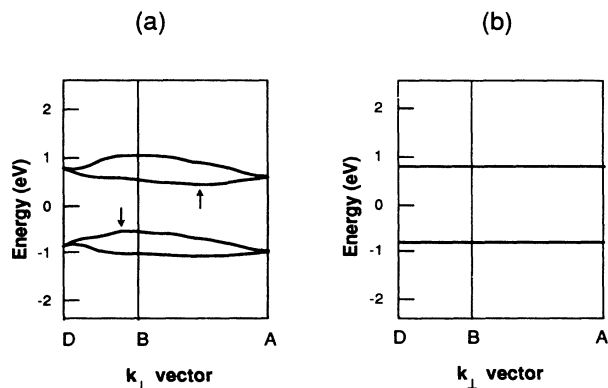 (a)
Energy (eV)
2
1
0
-1
-2
D B A
k⊥ vector
(b)
Energy (eV)
2
1
0
-1
-2
D B A
k⊥ vector